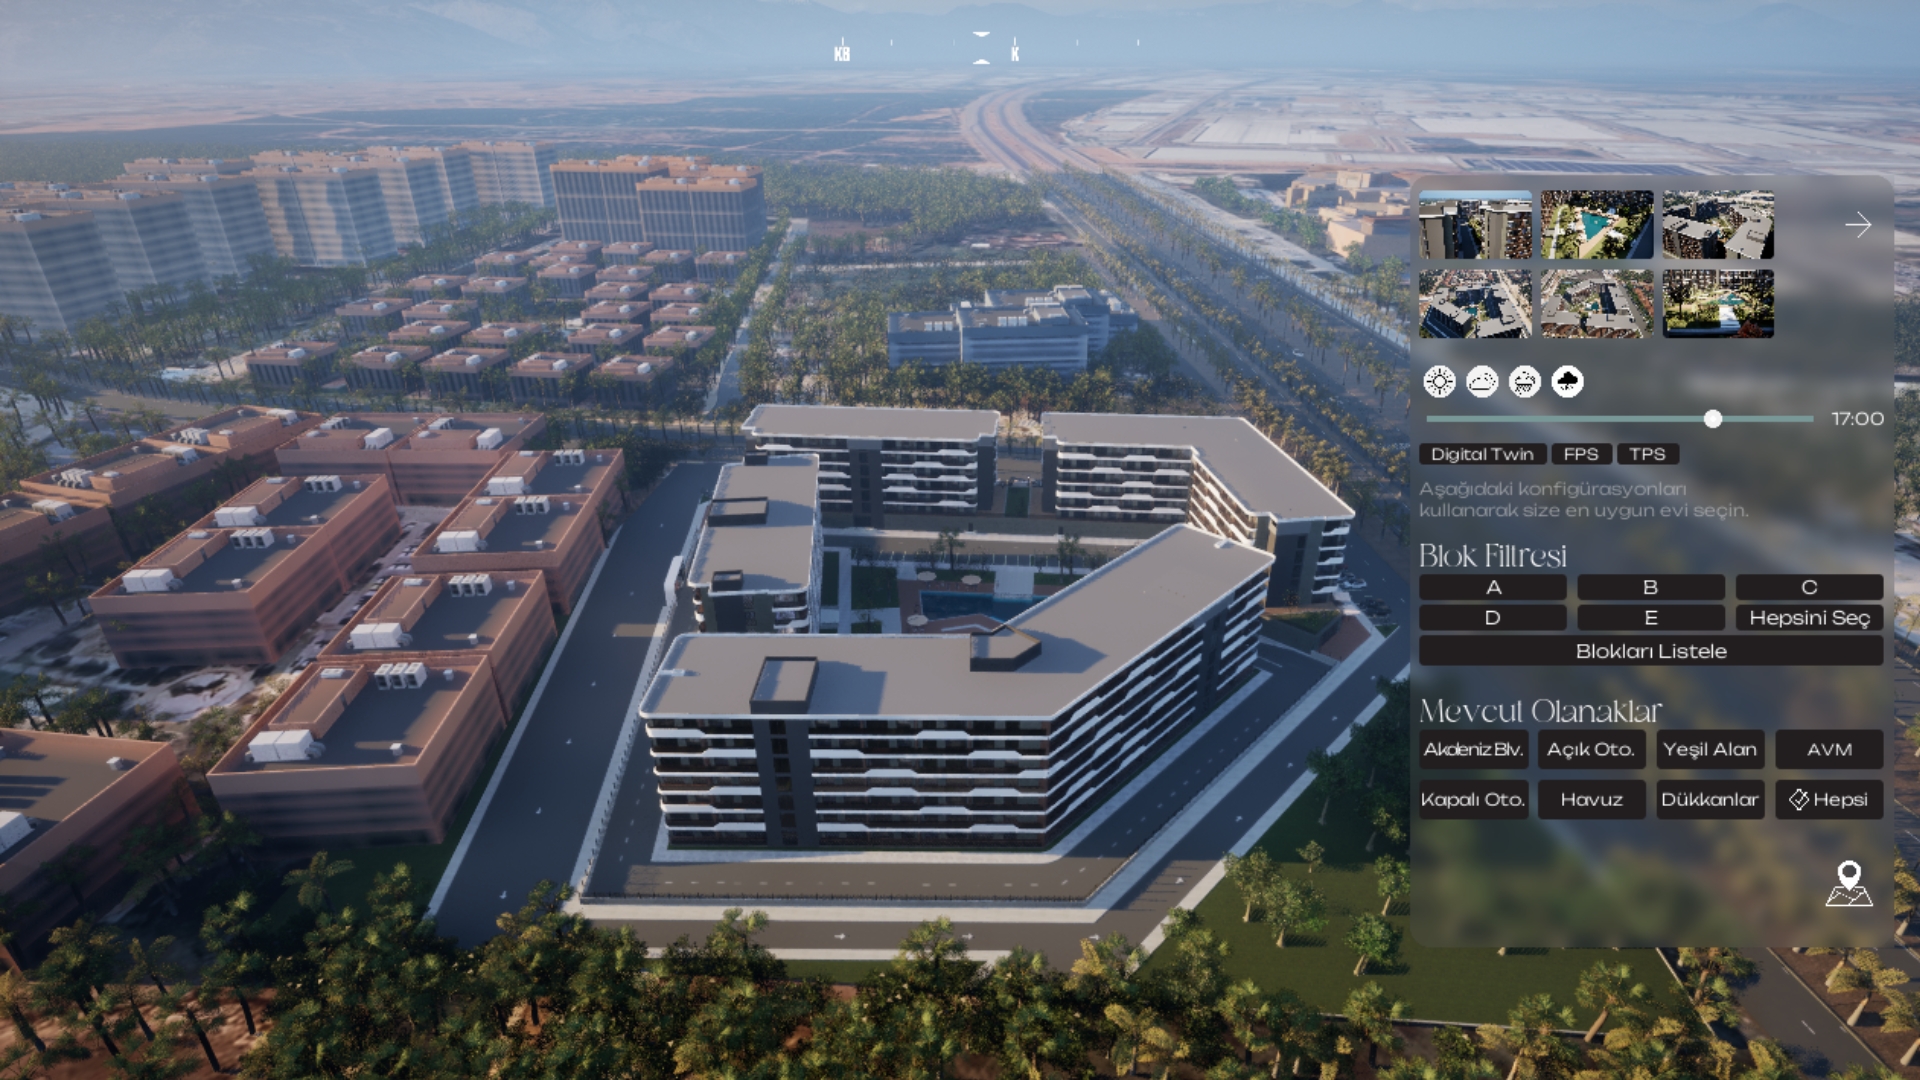 KB
K
17:00
Digital Twin
FPS
TPS
Aşağıdaki konfigürasyonları
kullanarak size en uygun evi seçin.
Blok Filtresi
A
B
C
D
E
Hepsini Seç
Blokları Listele
Mevcut Olanaklar
Akdeniz Blv.
Açık Oto.
Yeşil Alan
AVM
Kapalı Oto.
Havuz
Dükkanlar
Hepsi